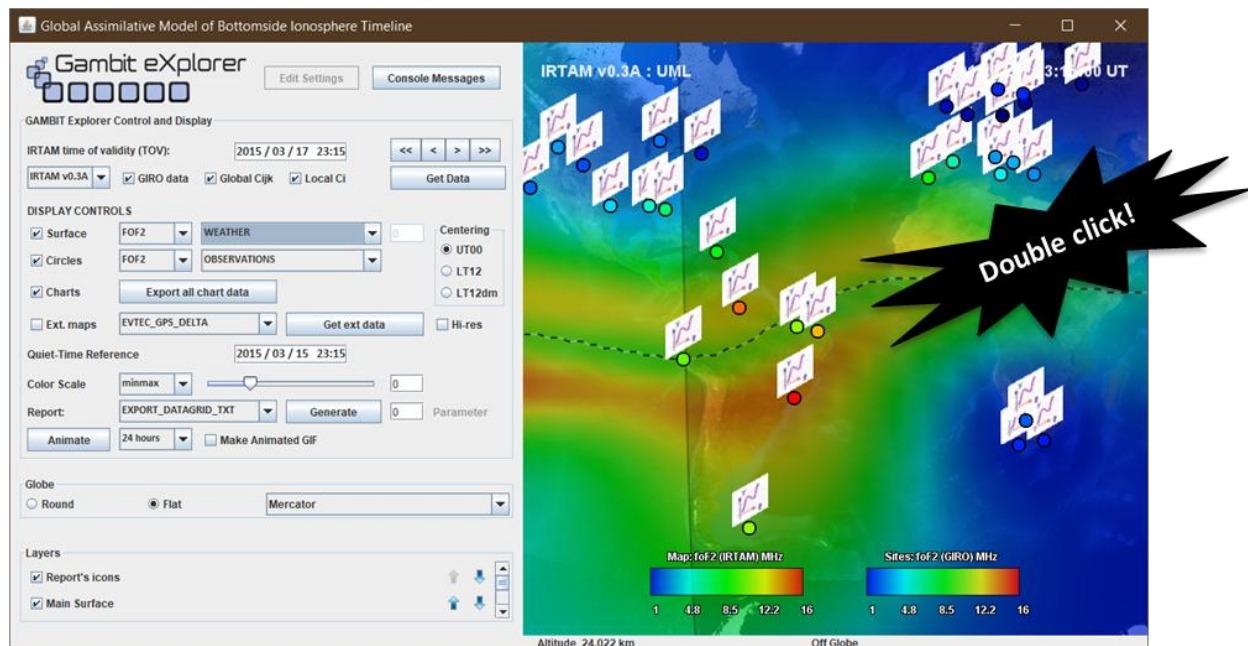 Global Assimilative Model of Bottomside Ionosphere Timeline
Gambit eXplorer
Edit Settings
Console Messages
GAMBIT Explorer Control and Display
IRTAM time of validity (TOV):
2015 / 03 / 17 23:15
<< < > >>
IRTAM v0.3A
GIRO data
Global Cijk
Local Ci
Get Data
DISPLAY CONTROLS
Surface
FOF2
WEATHER
0
Centering
UT00
Circles
FOF2
OBSERVATIONS
LT12
Charts
Export all chart data
LT12dm
Ext. maps
EVTEC_GPS_DELTA
Get ext data
Hi-res
Quiet-Time Reference
2015 / 03 / 15 23:15
Color Scale
minmax
0
Report:
EXPORT_DATAGRID_TXT
Generate
0
Parameter
Animate
24 hours
Make Animated GIF
Globe
Round
Flat
Mercator
Layers
Report's icons
Main Surface
IRTAM v0.3A : UML
00 UT
Double click!
Map: foF2 (IRTAM) MHz
1 4.8 8.5 12.2 16
Sites: foF2 (GIRO) MHz
1 4.8 8.5 12.2 16
Altitude 24,022 km
Off Globe